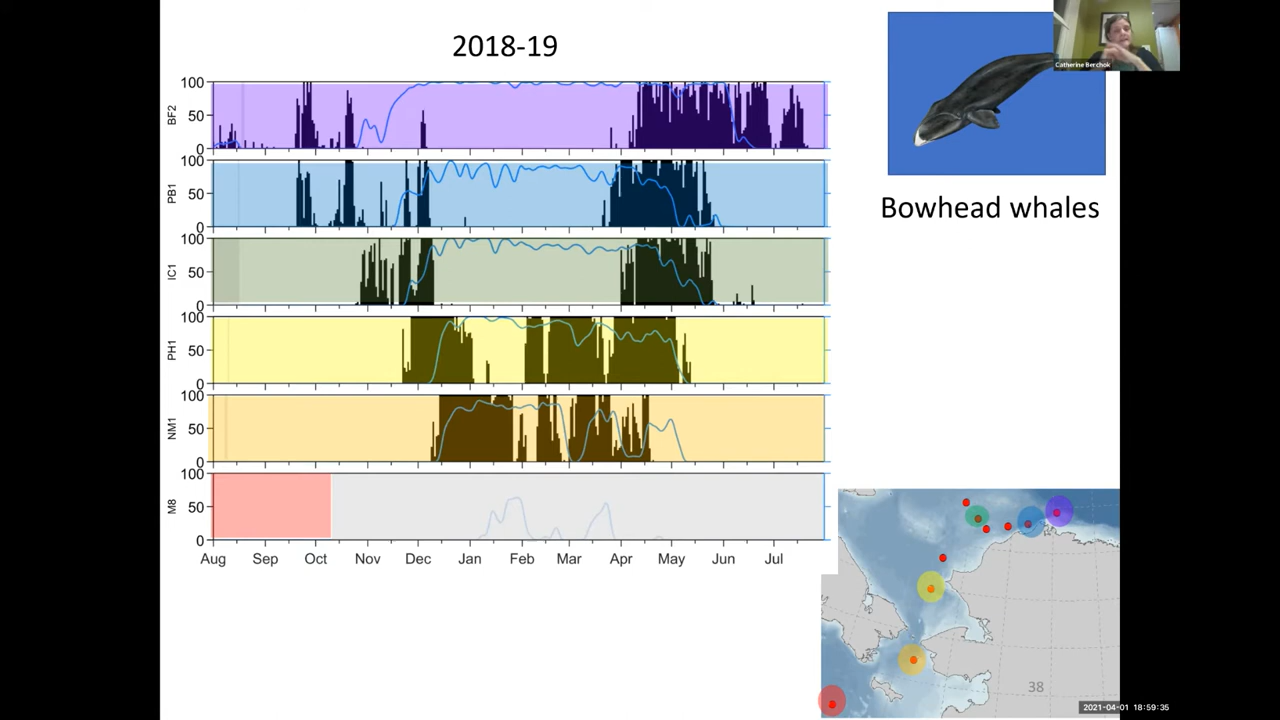 2018-19
Catherine Berchok
Bowhead whales
BF2
100
50
0
PB1
100
50
0
IC1
100
50
0
PH1
100
50
0
NM1
100
50
0
M8
100
50
0
Aug Sep Oct Nov Dec Jan Feb Mar Apr May Jun Jul
38
2021-04-01 18:59:35